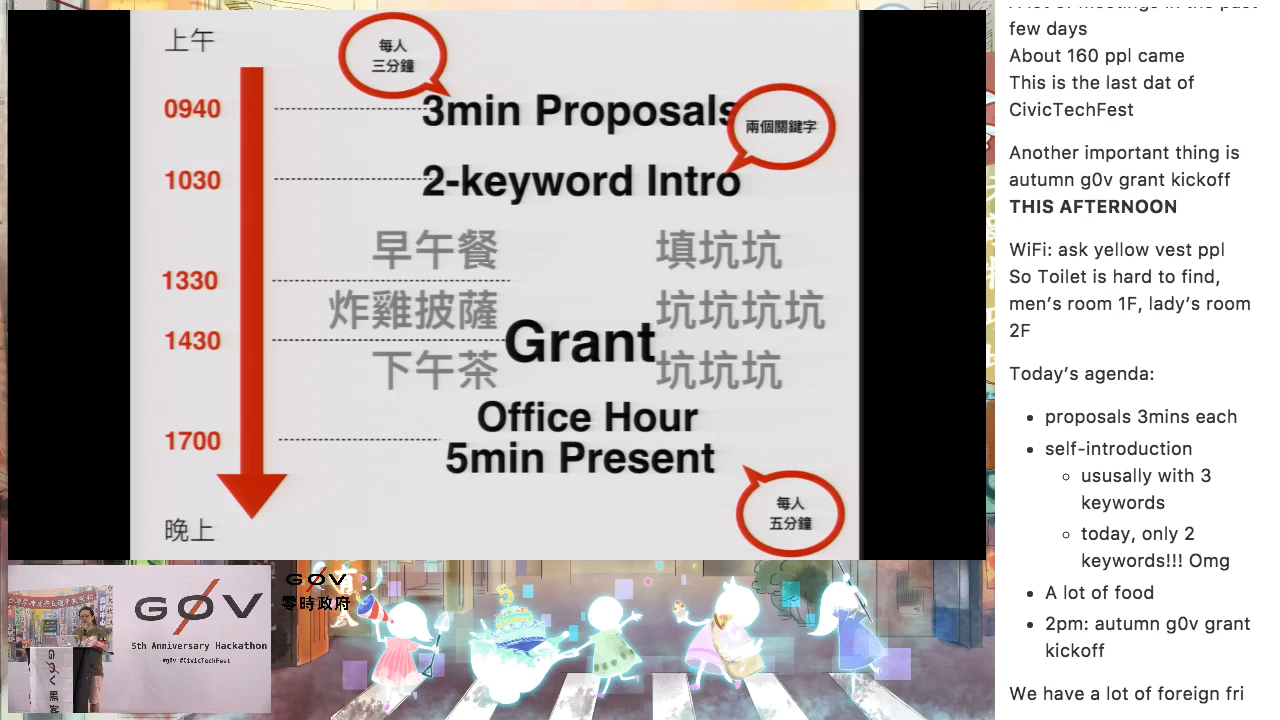 上午
每人
三分鐘
0940
3min Proposals
兩個關鍵字
1030
2-keyword Intro
早午餐
填坑坑
1330
炸雞披薩
坑坑坑坑
1430
Grant
下午茶
坑坑坑
Office Hour
1700
5min Present
每人
五分鐘
晚上
few days
About 160 ppl came
This is the last dat of
CivicTechFest
Another important thing is
autumn g0v grant kickoff
THIS AFTERNOON
WiFi: ask yellow vest ppl
So Toilet is hard to find,
men's room 1F, lady's room
2F
Today's agenda:
proposals 3mins each
self-introduction
ususally with 3
keywords
today, only 2
keywords!!! Omg
A lot of food
2pm: autumn g0v grant
kickoff
We have a lot of foreign fri
GØV
5th Anniversary Hackathon
#g0v #CivicTechFest
GØV
零時政府
5
黑客